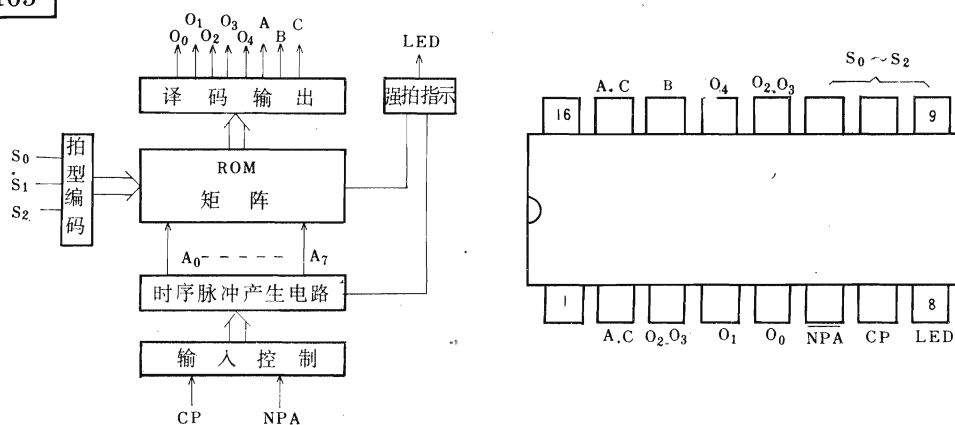 O₀ O₁ O₂ O₃ O₄ A B C
LED
译码输出
强拍指示
S₀
S₁
S₂
拍型编码
ROM
矩阵
A₀ ----- A₇
时序脉冲产生电路
输入控制
CP NPA
S₀～S₂
A.C B O₄ O₂.O₃
16 9
1 8
A.C O₂.O₃ O₁ O₀ N̅P̅A̅ CP LED